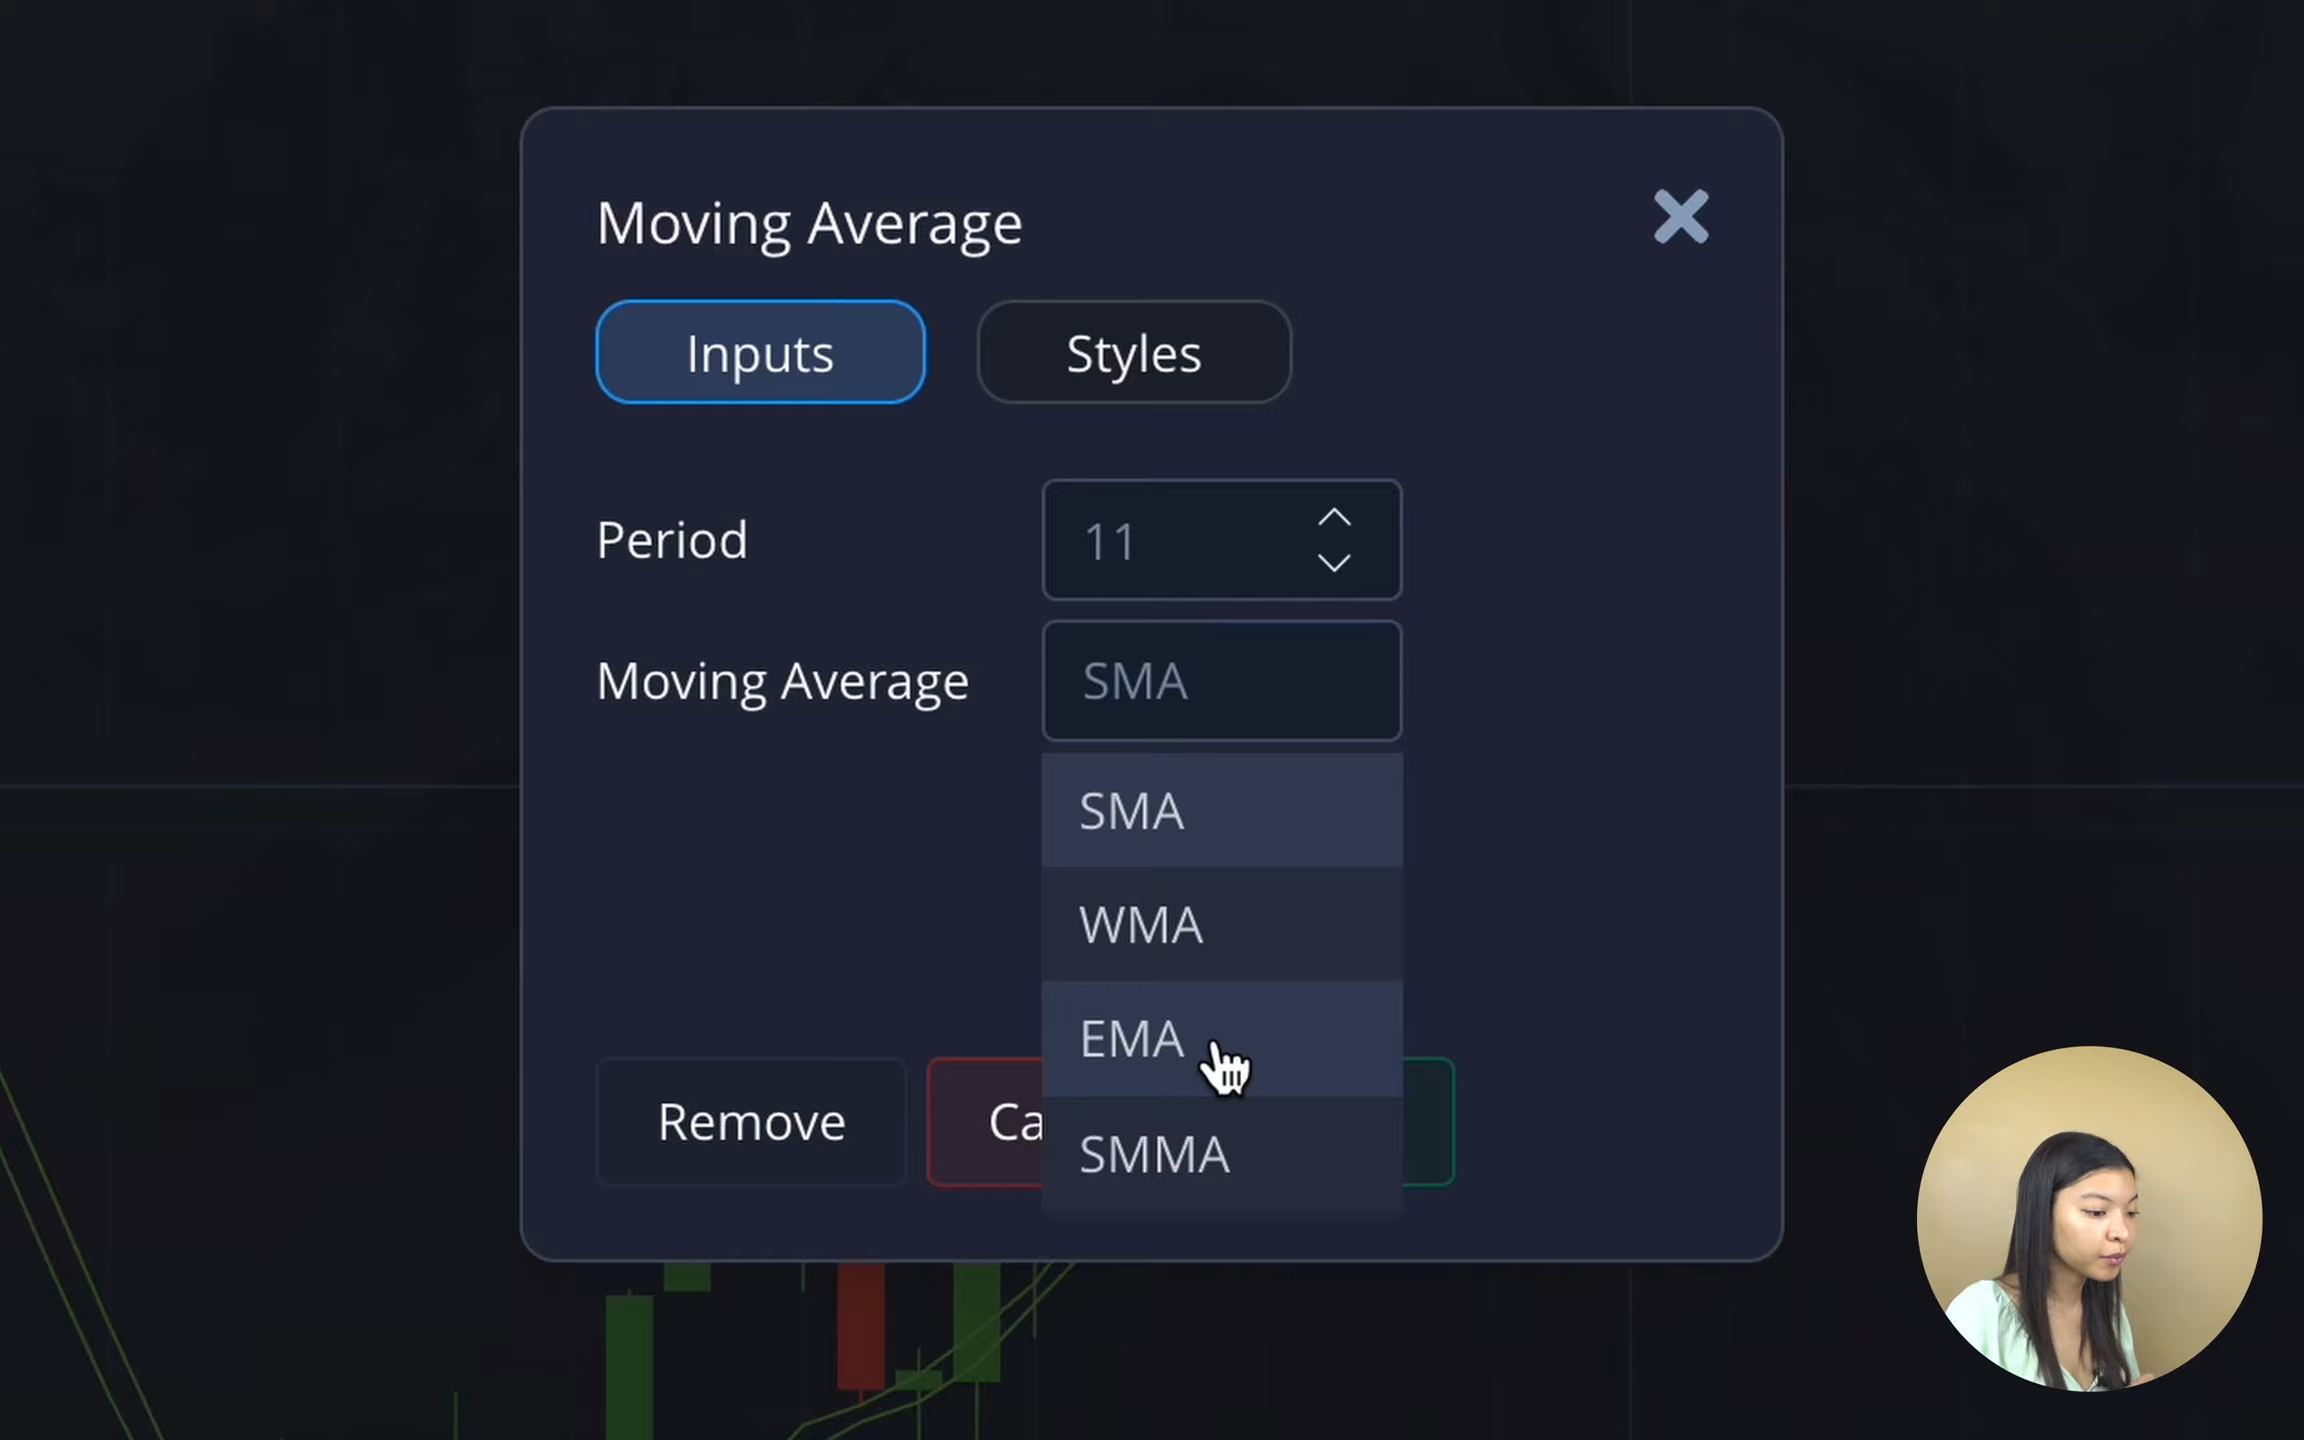 Moving Average
Inputs
Styles
Period
11
Moving Average
SMA
SMA
WMA
EMA
SMMA
Remove
Ca